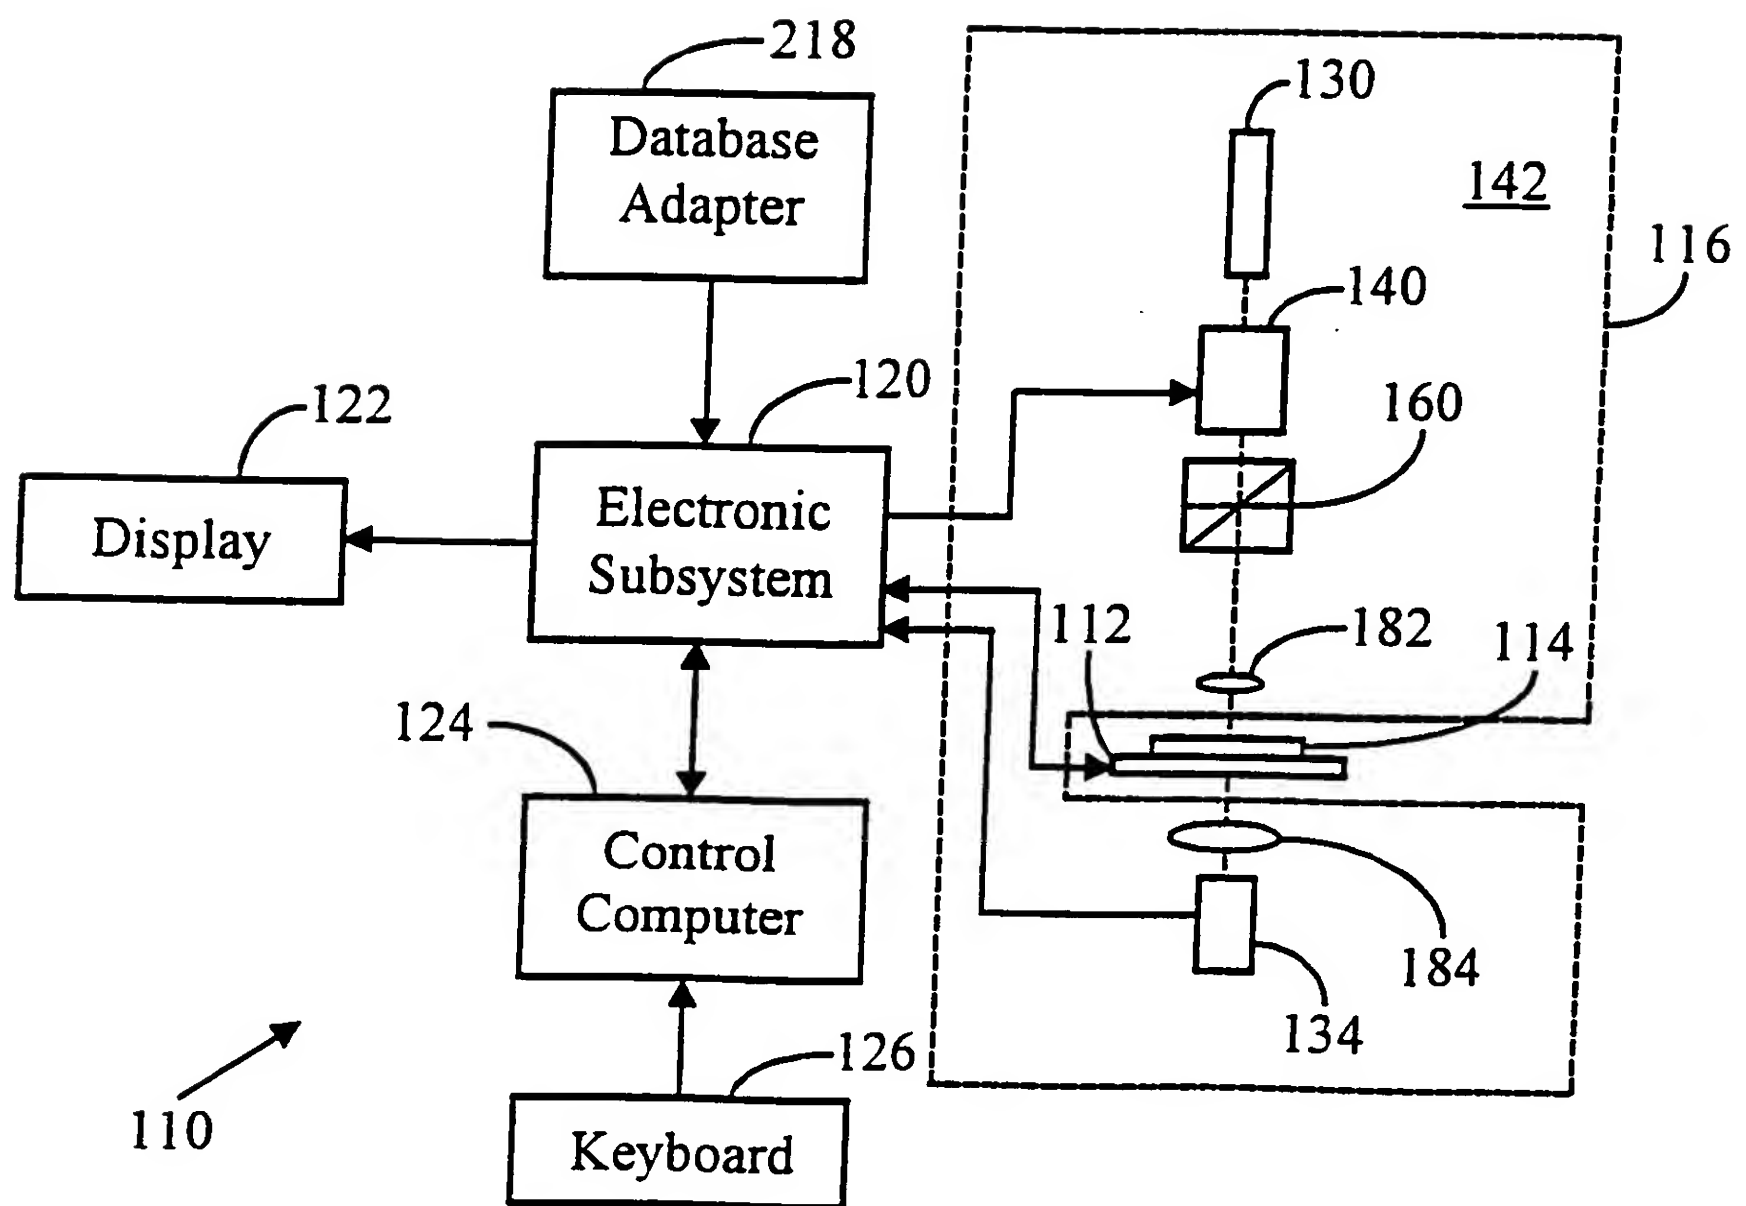 218
Database
Adapter
130
142
116
140
122
120
160
Display
Electronic
Subsystem
112
182
114
124
Control
Computer
184
134
126
110
Keyboard